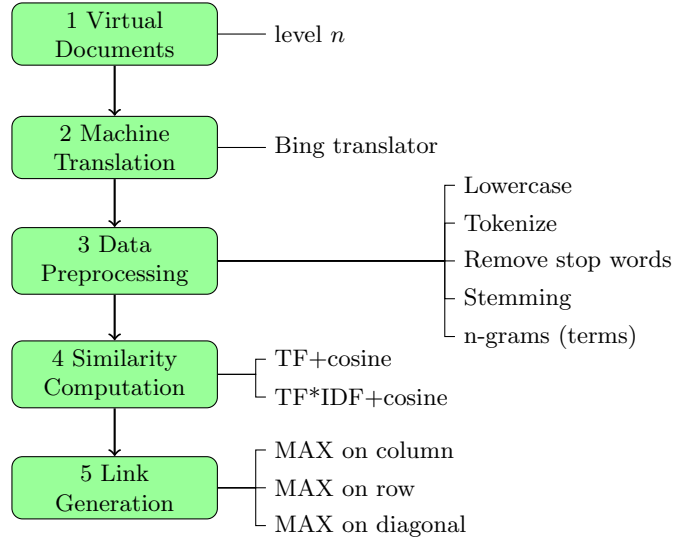 1 Virtual
Documents
level n
2 Machine
Translation
Bing translator
3 Data
Preprocessing
Lowercase
Tokenize
Remove stop words
Stemming
n-grams (terms)
4 Similarity
Computation
TF+cosine
TF*IDF+cosine
5 Link
Generation
MAX on column
MAX on row
MAX on diagonal